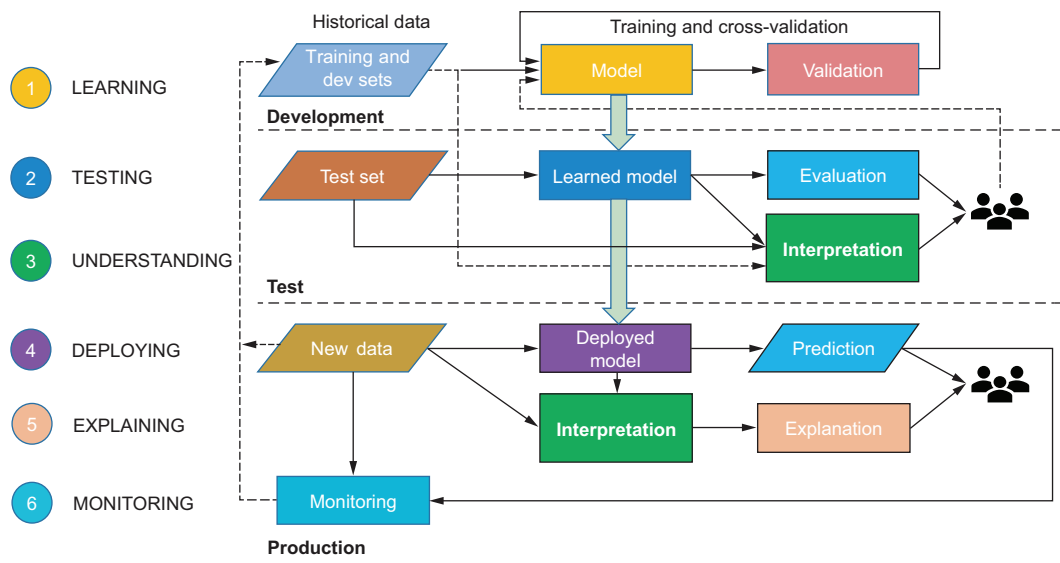 Historical data
Training and cross-validation
Training and
dev sets
Model
Validation
1
LEARNING
Development
2
TESTING
Test set
Learned model
Evaluation
3
UNDERSTANDING
Interpretation
Test
4
DEPLOYING
New data
Deployed
model
Prediction
5
EXPLAINING
Interpretation
Explanation
6
MONITORING
Monitoring
Production